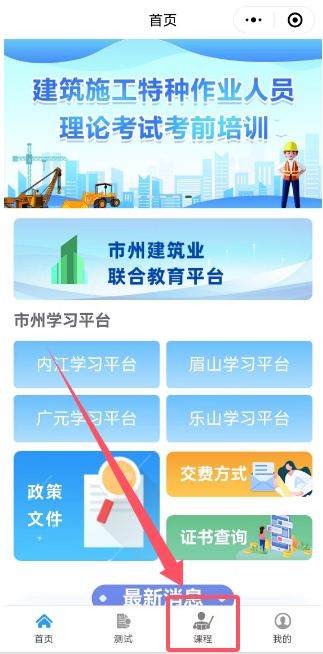 首页
建筑施工特种作业人员
理论考试考前培训
市州建筑业
联合教育平台
市州学习平台
内江学习平台
眉山学习平台
广元学习平台
乐山学习平台
政策
文件
交费方式
证书查询
最新消息
首页
测试
课程
我的